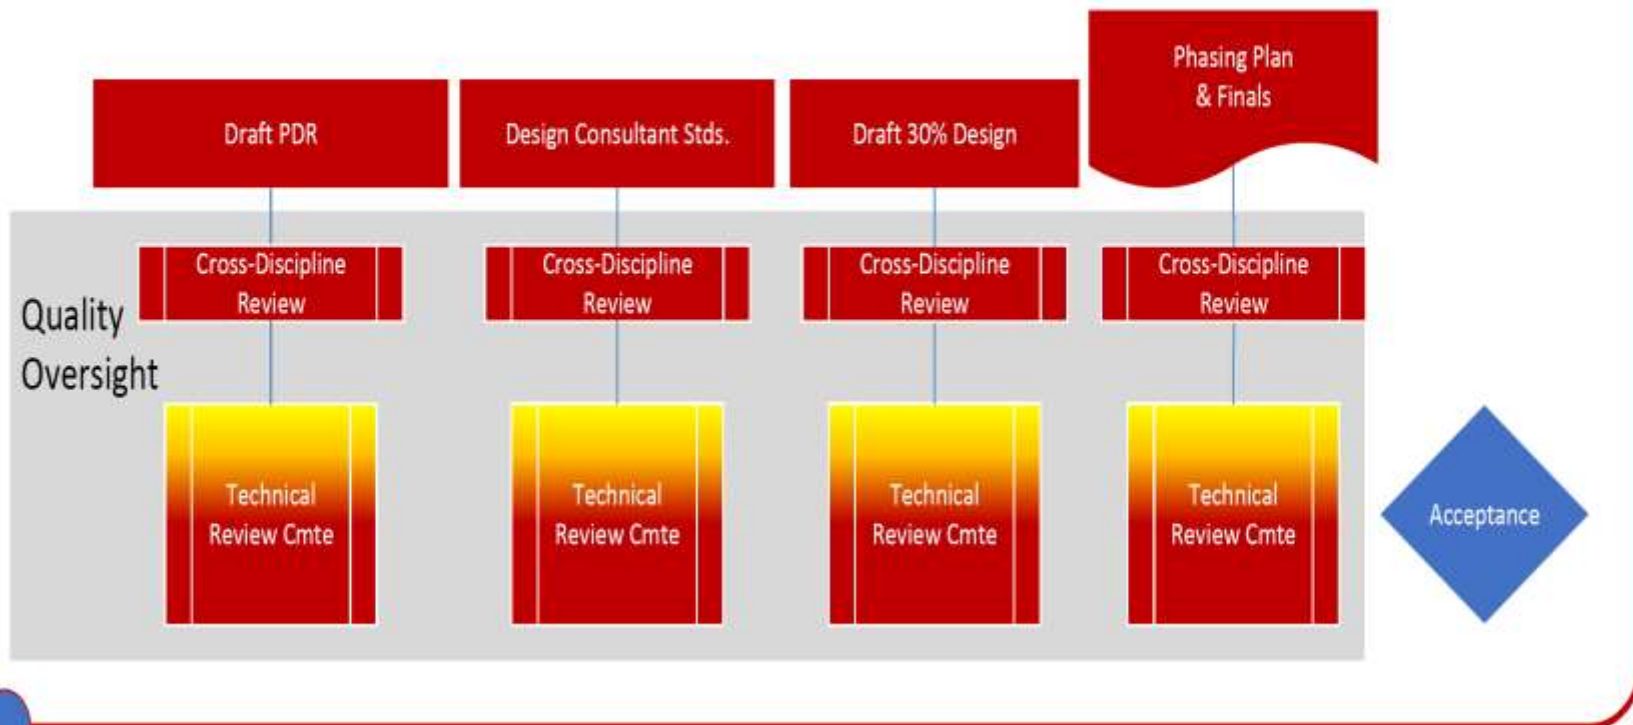 Phasing Plan
& Finals
Draft PDR
Design Consultant Stds.
Draft 30% Design
Cross-Discipline
Review
Cross-Discipline
Review
Cross-Discipline
Review
Cross-Discipline
Review
Quality
Oversight
Technical
Review Cmte
Technical
Review Cmte
Technical
Review Cmte
Technical
Review Cmte
Acceptance